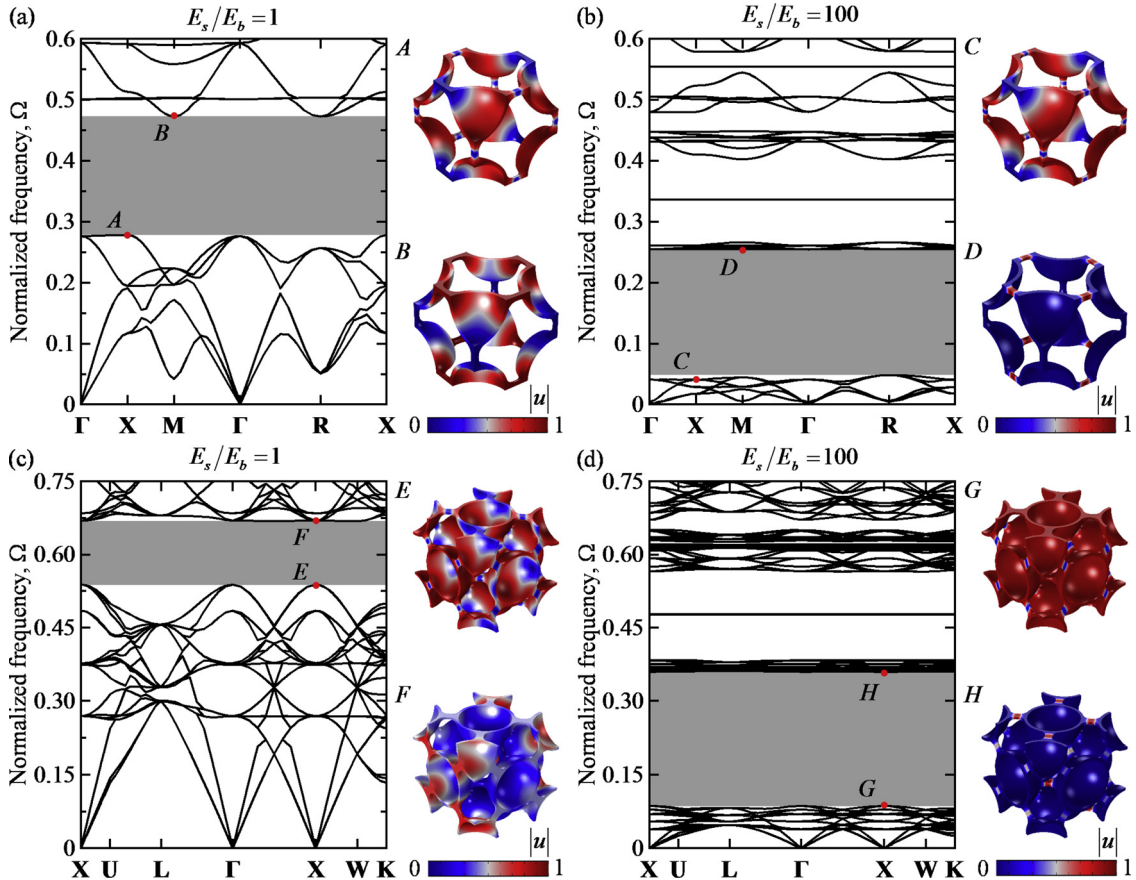 (a)
E_s/E_b = 1
Normalized frequency, Ω
0.6
0.5
0.4
0.3
0.2
0.1
0
Γ X M Γ R X
B
A
A
B
|u|
0 1
(b)
E_s/E_b = 100
Normalized frequency, Ω
0.6
0.5
0.4
0.3
0.2
0.1
0
Γ X M Γ R X
D
C
C
D
|u|
0 1
(c)
E_s/E_b = 1
Normalized frequency, Ω
0.75
0.60
0.45
0.30
0.15
0
X U L Γ X W K
F
E
E
F
|u|
0 1
(d)
E_s/E_b = 100
Normalized frequency, Ω
0.75
0.60
0.45
0.30
0.15
0
X U L Γ X W K
H
G
G
H
|u|
0 1